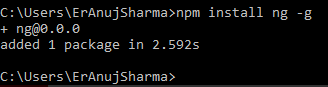 C:\Users\ErAnujSharma>npm install ng -g
+ ng@0.0.0
added 1 package in 2.592s
C:\Users\ErAnujSharma>